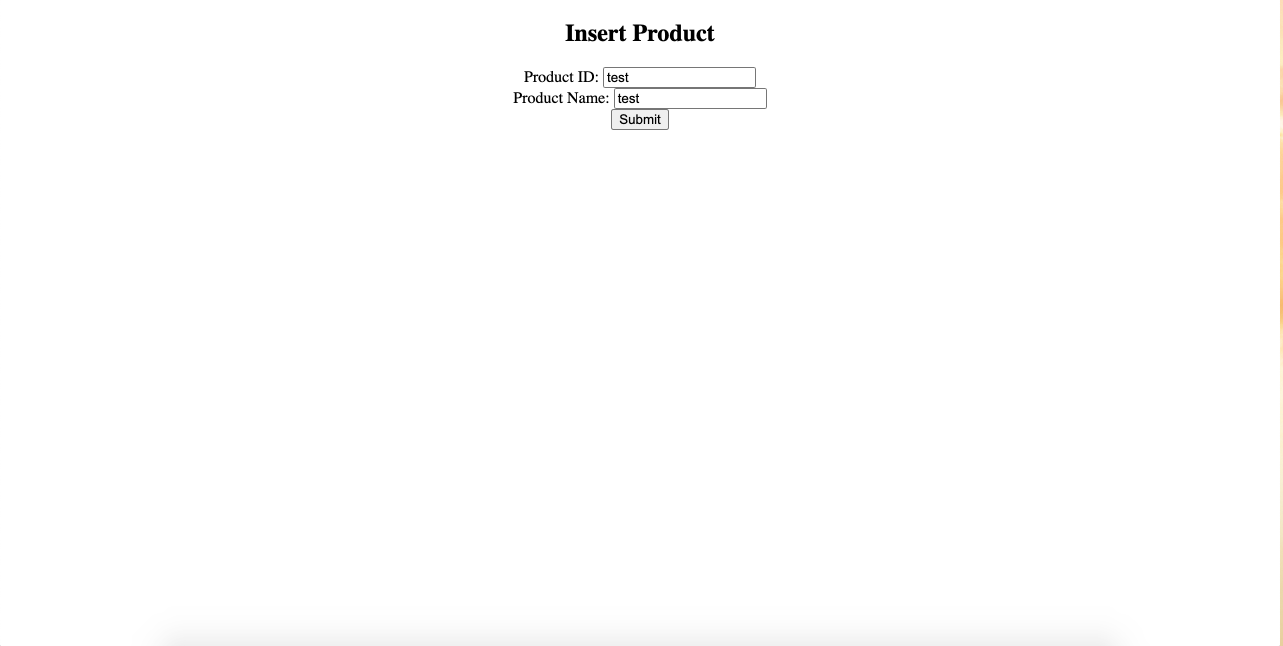 Insert Product
Product ID: test
Product Name: test
Submit